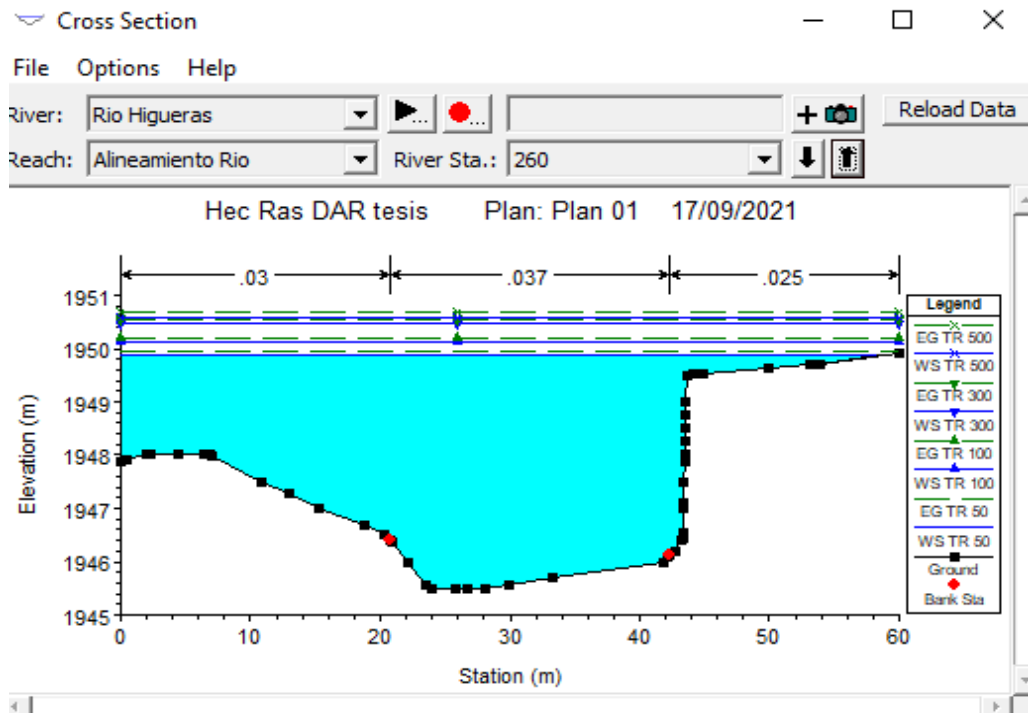 Cross Section
File Options Help
River: Rio Higueras ... ... Reload Data
Reach: Alineamiento Rio River Sta.: 260
Hec Ras DAR tesis Plan: Plan 01 17/09/2021
.03 .037 .025
1951
1950
1949
1948
1947
1946
1945
Elevation (m)
0 10 20 30 40 50 60
Station (m)
Legend
EG TR 500
WS TR 500
EG TR 300
WS TR 300
EG TR 100
WS TR 100
EG TR 50
WS TR 50
Ground
Bank Sta